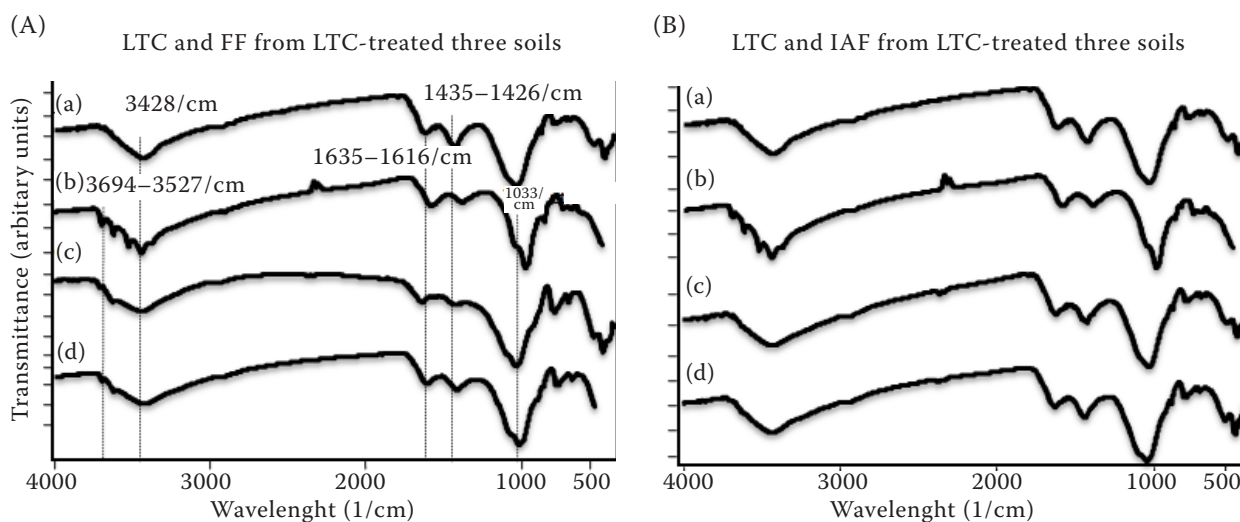 (A)
LTC and FF from LTC-treated three soils
Transmittance (arbitary units)
(a)
3428/cm
1435–1426/cm
1635–1616/cm
(b)
3694–3527/cm
1033/
cm
(c)
(d)
4000 3000 2000 1000 500
Wavelenght (1/cm)
(B)
LTC and IAF from LTC-treated three soils
(a)
(b)
(c)
(d)
4000 3000 2000 1000 500
Wavelenght (1/cm)